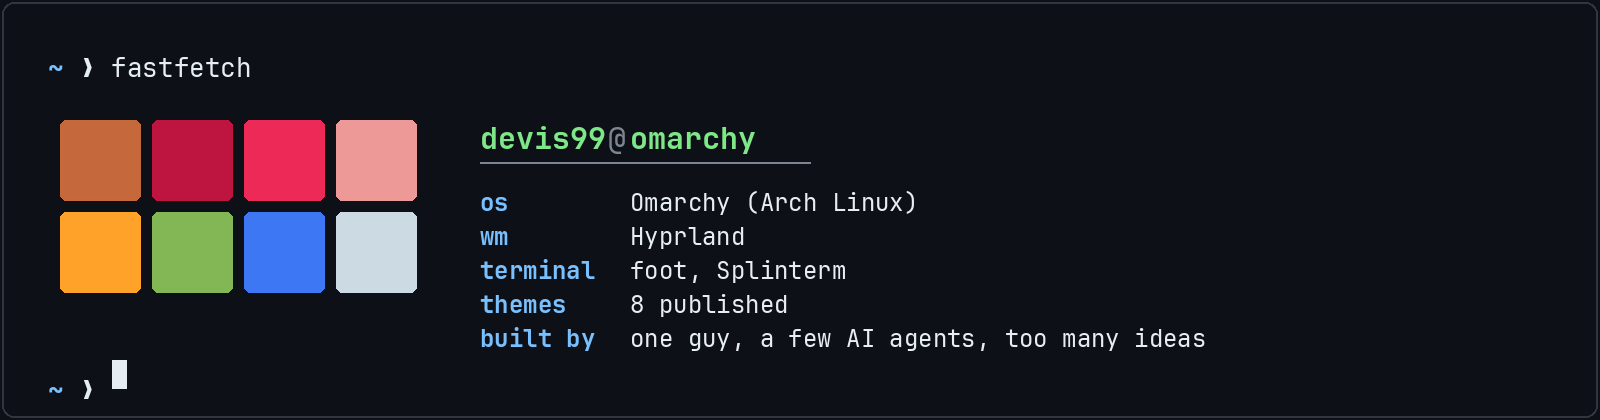 ~ ❯ fastfetch
devis99@omarchy
os Omarchy (Arch Linux)
wm Hyprland
terminal foot, Splinterm
themes 8 published
built by one guy, a few AI agents, too many ideas
~ ❯